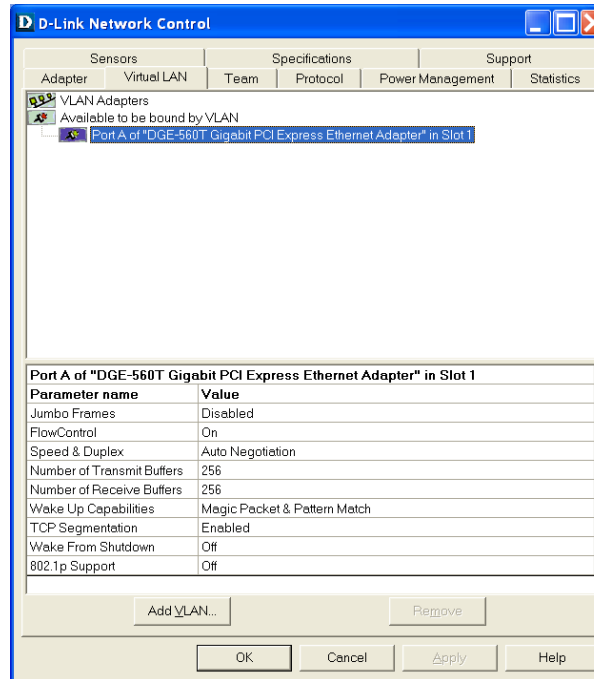 D-Link Network Control
Sensors Specifications Support
Adapter Virtual LAN Team Protocol Power Management Statistics
VLAN Adapters
Available to be bound by VLAN
Port A of "DGE-560T Gigabit PCI Express Ethernet Adapter" in Slot 1
Port A of "DGE-560T Gigabit PCI Express Ethernet Adapter" in Slot 1
Parameter name Value
Jumbo Frames Disabled
FlowControl On
Speed & Duplex Auto Negotiation
Number of Transmit Buffers 256
Number of Receive Buffers 256
Wake Up Capabilities Magic Packet & Pattern Match
TCP Segmentation Enabled
Wake From Shutdown Off
802.1p Support Off
Add VLAN... Remove
OK Cancel Apply Help